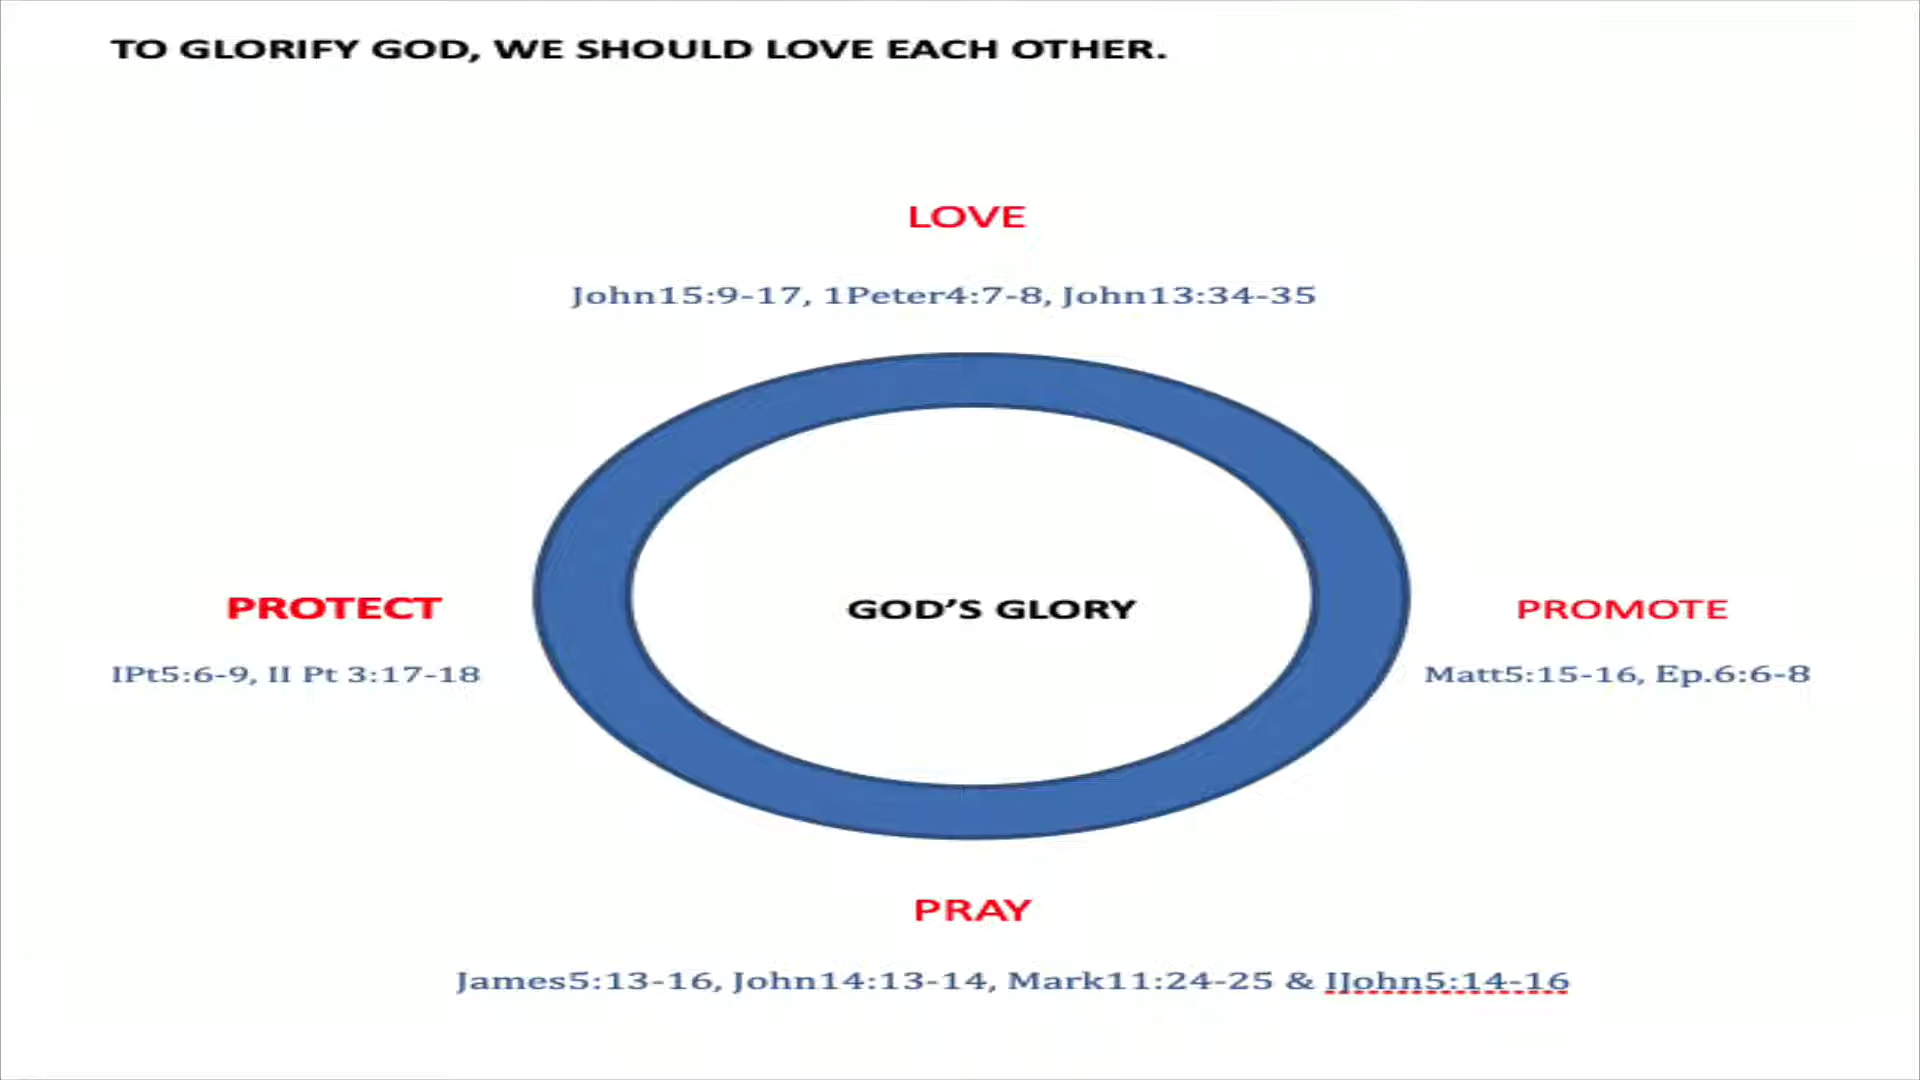 TO GLORIFY GOD, WE SHOULD LOVE EACH OTHER.
LOVE
John15:9-17, 1Peter4:7-8, John13:34-35
PROTECT
IPt5:6-9, II Pt 3:17-18
GOD’S GLORY
PROMOTE
Matt5:15-16, Ep.6:6-8
PRAY
James5:13-16, John14:13-14, Mark11:24-25 & IJohn5:14-16